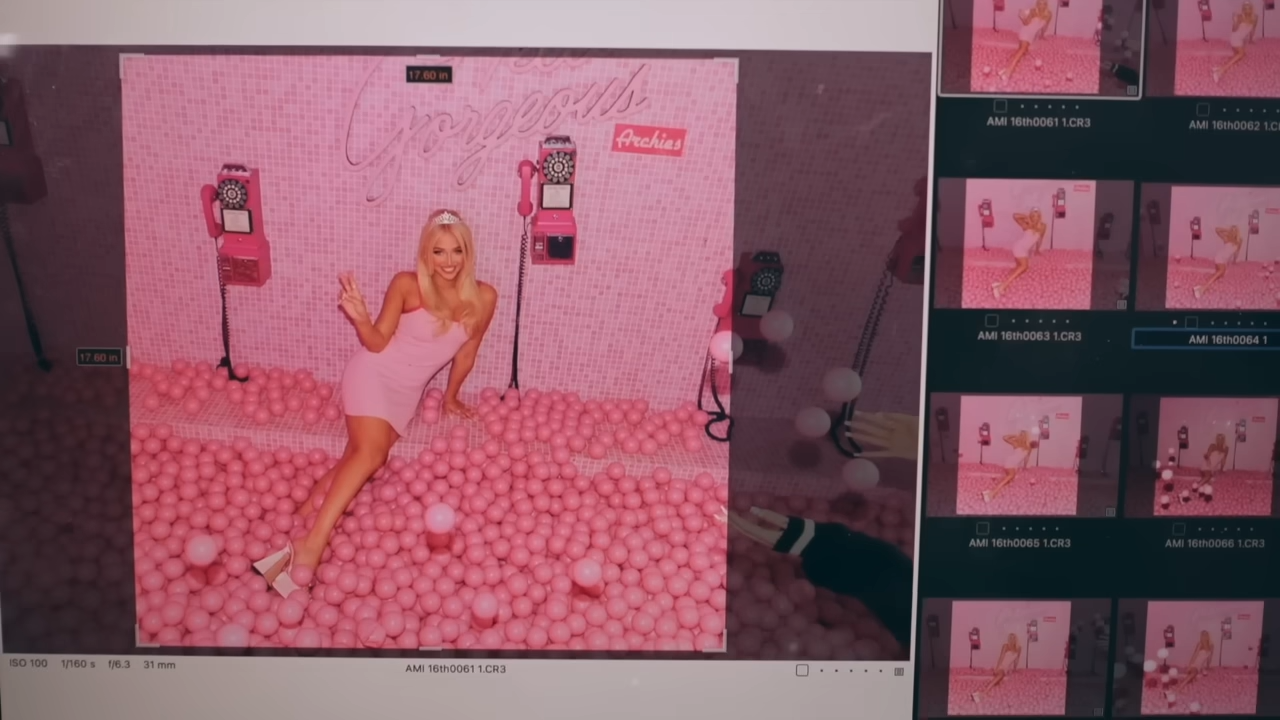 17.60 in
Gorgeous
Archies
17.60 in
ISO 100 1/160 s f/6.3 31 mm
AMI 16th0061 1.CR3
AMI 16th0061 1.CR3
AMI 16th0062 1.C
AMI 16th0063 1.CR3
AMI 16th0064 1
AMI 16th0065 1.CR3
AMI 16th0066 1.CR3